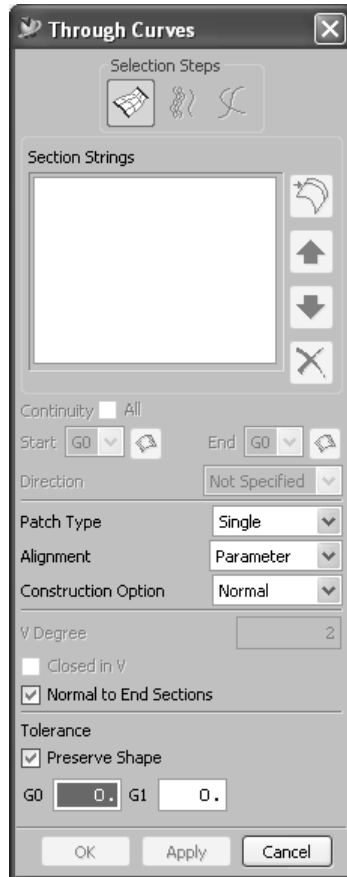 Through Curves
Selection Steps
Section Strings
Continuity All
Start G0 End G0
Direction Not Specified
Patch Type Single
Alignment Parameter
Construction Option Normal
V Degree 2
Closed in V
Normal to End Sections
Tolerance
Preserve Shape
G0 0. G1 0.
OK Apply Cancel